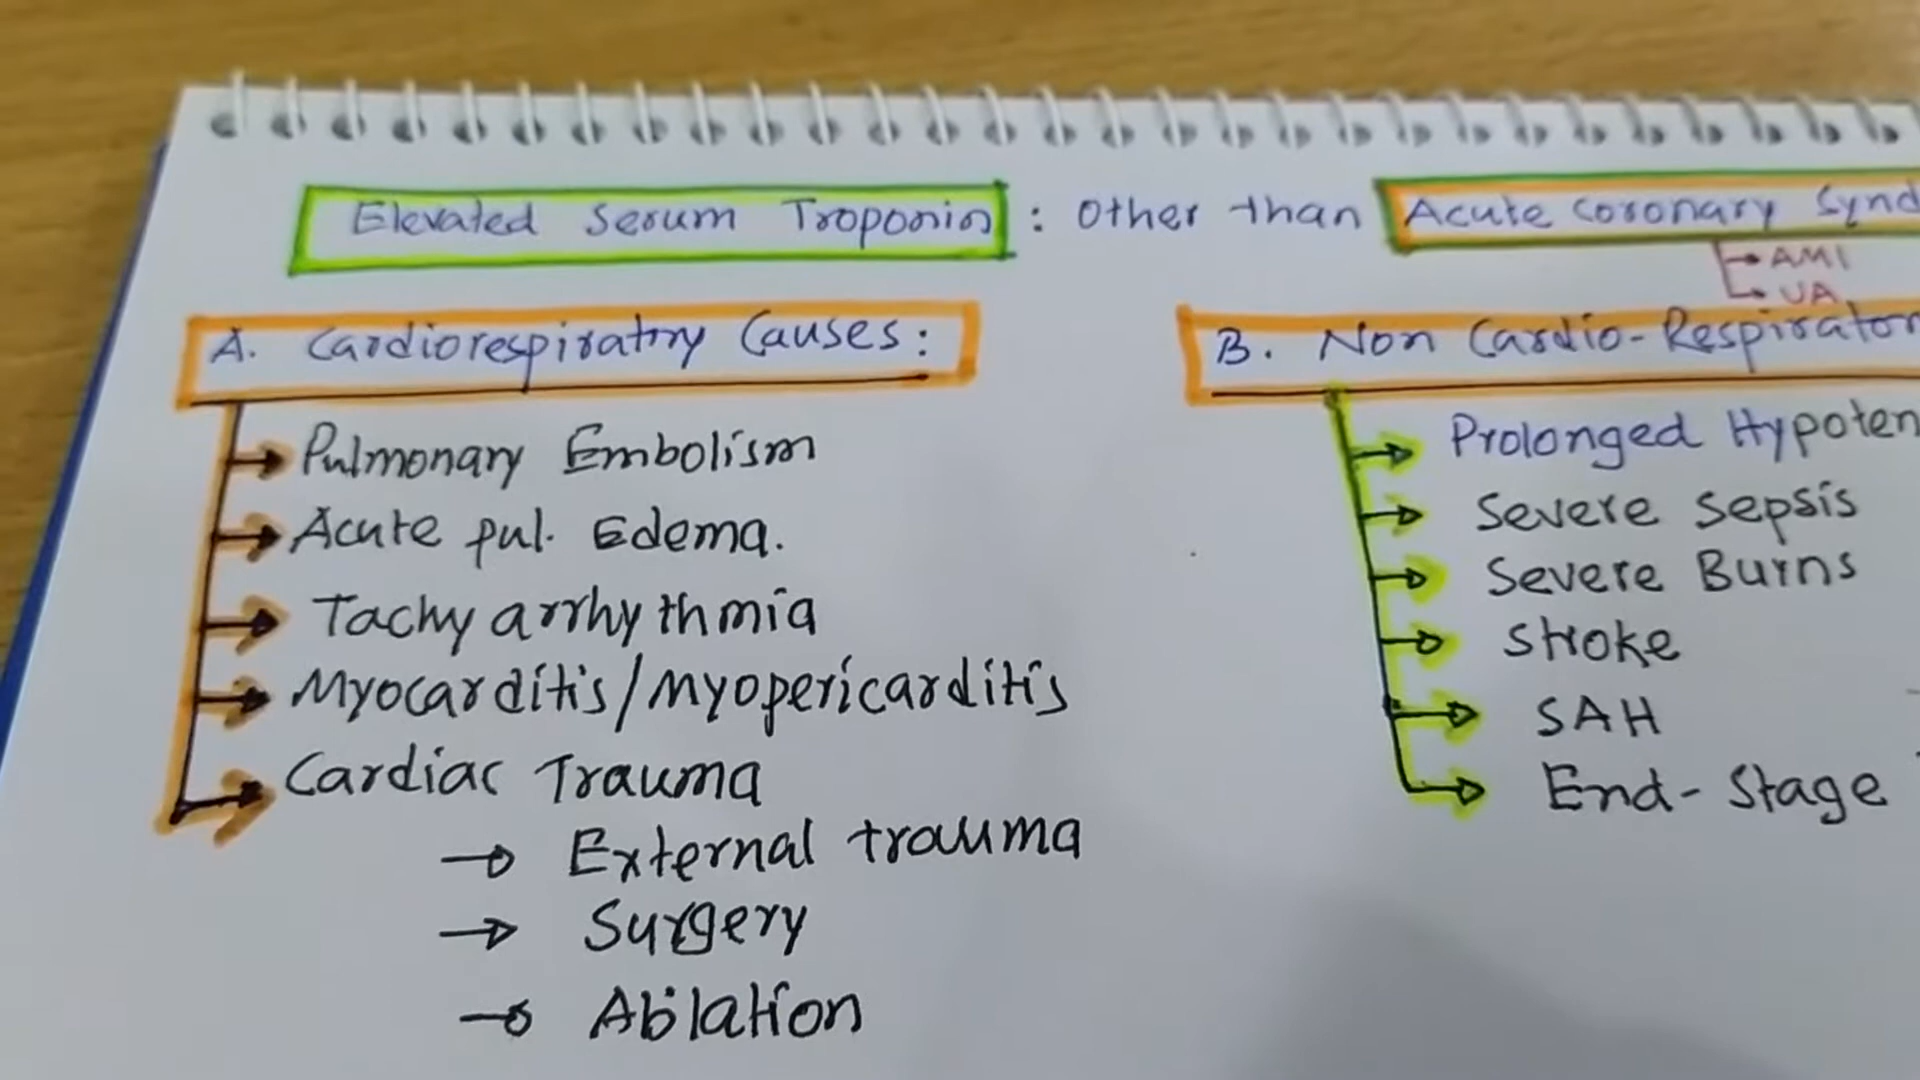 Elevated Serum Troponin : Other than Acute Coronary Synd
AMI
UA
A. Cardiorespiratory Causes:
Pulmonary Embolism
Acute pul. Edema.
Tachy arrhythmia
Myocarditis/Myopericarditis
Cardiac Trauma
External trauma
Surgery
Ablation
B. Non Cardio-Respirator
Prolonged Hypoten
Severe Sepsis
Severe Burns
Stroke
SAH
End-Stage